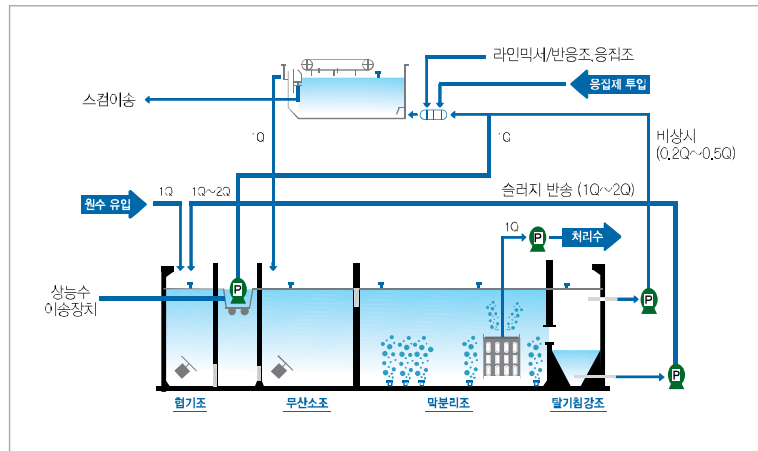 라인믹서/반응조,응집조
응집제 투입
스컴이송
1Q
1Q
비상시
(0.2Q~0.5Q)
1Q
1Q~2Q
슬러지 반송 (1Q~2Q)
원수 유입
1Q
P
처리수
상등수
이송장치
P
P
P
협기조
무산소조
막분리조
탈기침강조